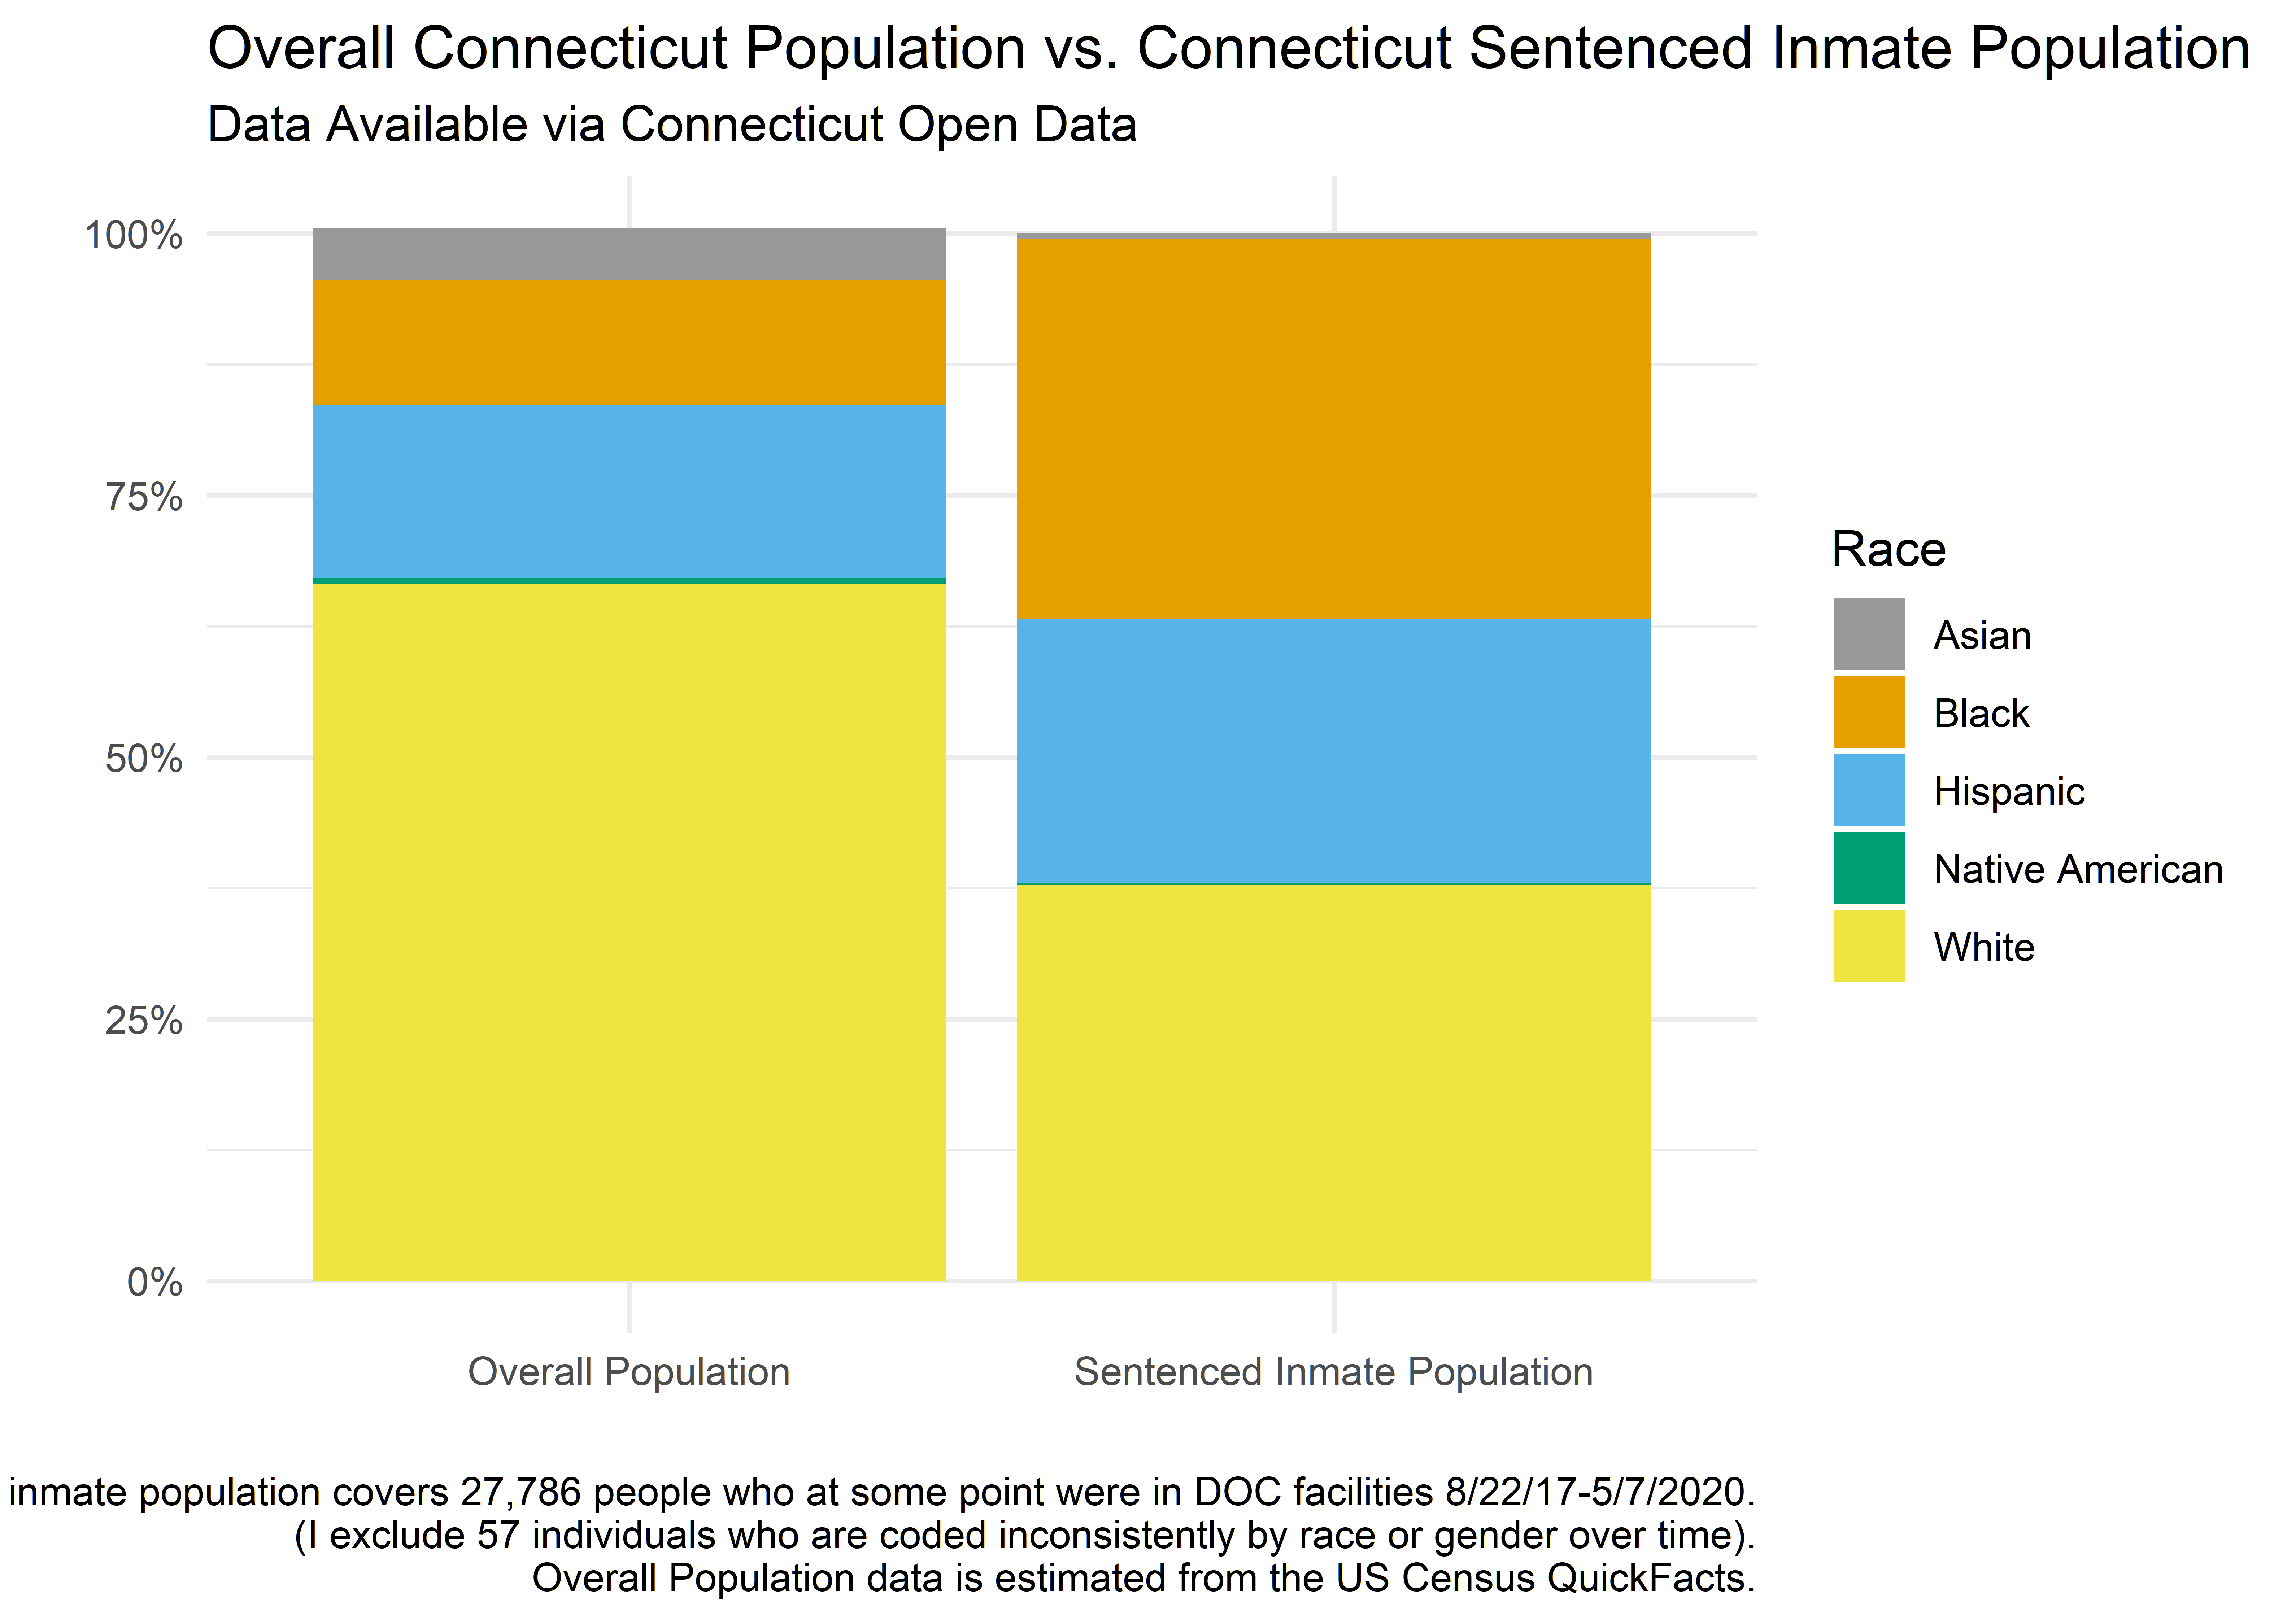 Overall Connecticut Population vs. Connecticut Sentenced Inmate Population
Data Available via Connecticut Open Data
100%
75%
50%
25%
0%
Overall Population
Sentenced Inmate Population
Race
Asian
Black
Hispanic
Native American
White
inmate population covers 27,786 people who at some point were in DOC facilities 8/22/17-5/7/2020.
(I exclude 57 individuals who are coded inconsistently by race or gender over time).
Overall Population data is estimated from the US Census QuickFacts.